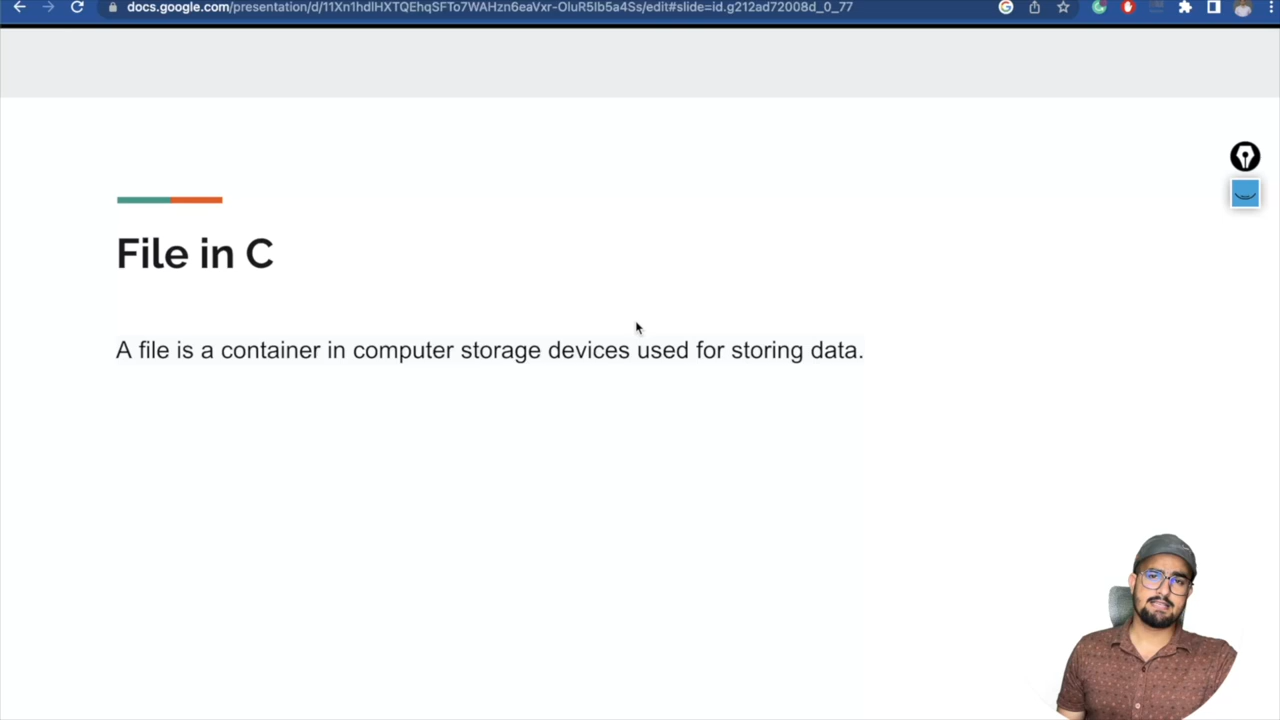 docs.google.com/presentation/d/11Xn1hdlHXTQEhqSFTo7WAHzn6eaVxr-OluR5lb5a4Ss/edit#slide=id.g212ad72008d_0_77
File in C
A file is a container in computer storage devices used for storing data.